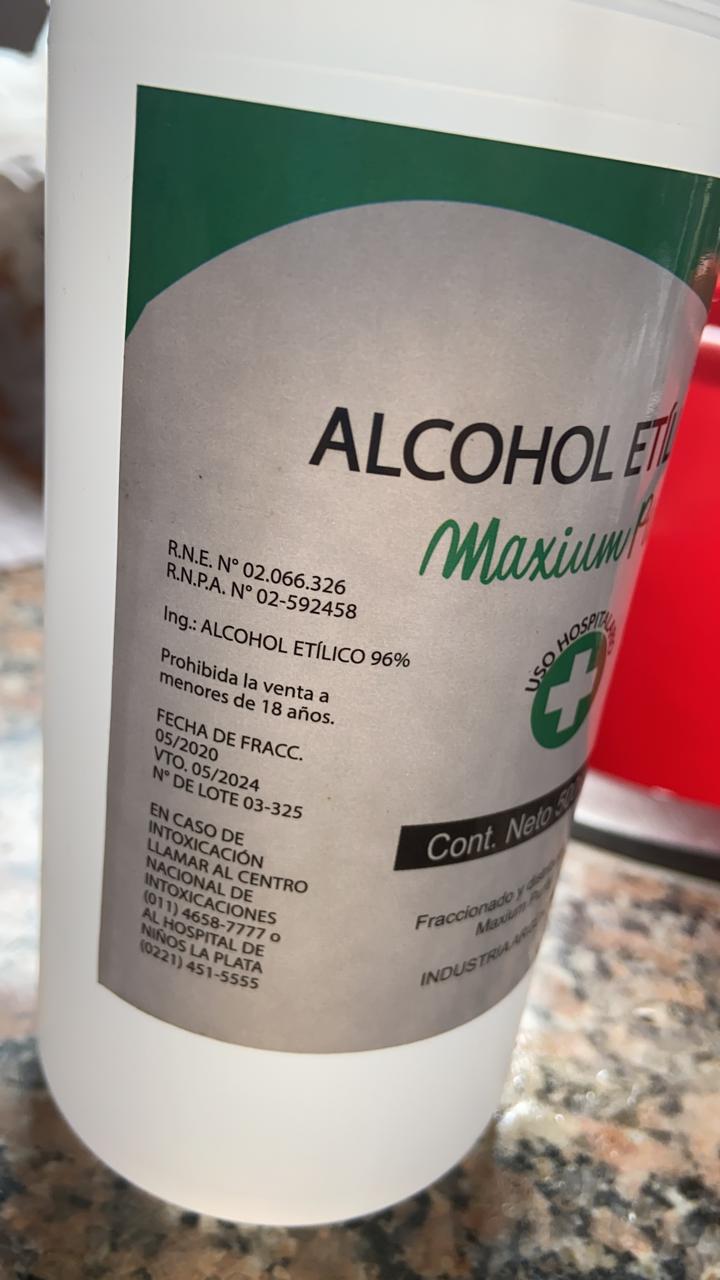 ALCOHOL
Maxium
USO HOSPITALARIO
Cont. Neto
Fraccionado y
Maxium
INDUSTRIA
R.N.E. N° 02.066.326
R.N.P.A. N° 02-592458
Ing.: ALCOHOL ETÍLICO 96%
Prohibida la venta a
menores de 18 años.
FECHA DE FRACC.
05/2020
VTO. 05/2024
N° DE LOTE 03-325
EN CASO DE
INTOXICACIÓN
LLAMAR AL CENTRO
NACIONAL DE
INTOXICACIONES
(011) 4658-7777 o
AL HOSPITAL DE
NIÑOS LA PLATA
(0221) 451-5555